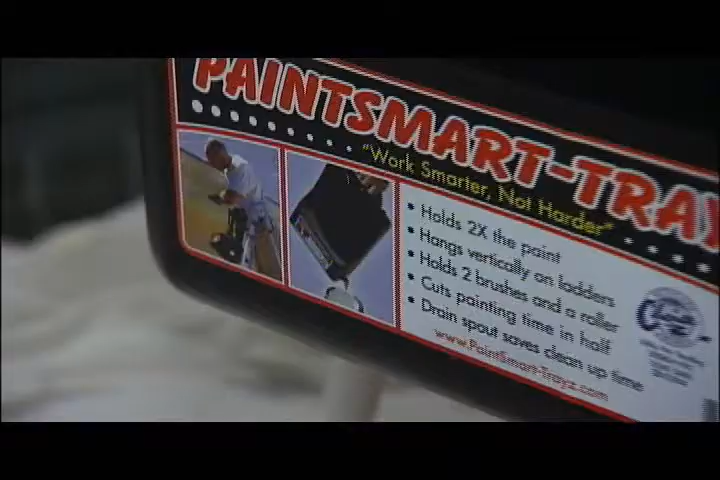 PAINTSMART-TRAY
"Work Smarter, Not Harder"
• Holds 2X the paint
• Hangs vertically on ladders
• Holds 2 brushes and a roller
• Cuts painting time in half
• Drain spout saves clean up time
www.PaintSmart-Trayz.com